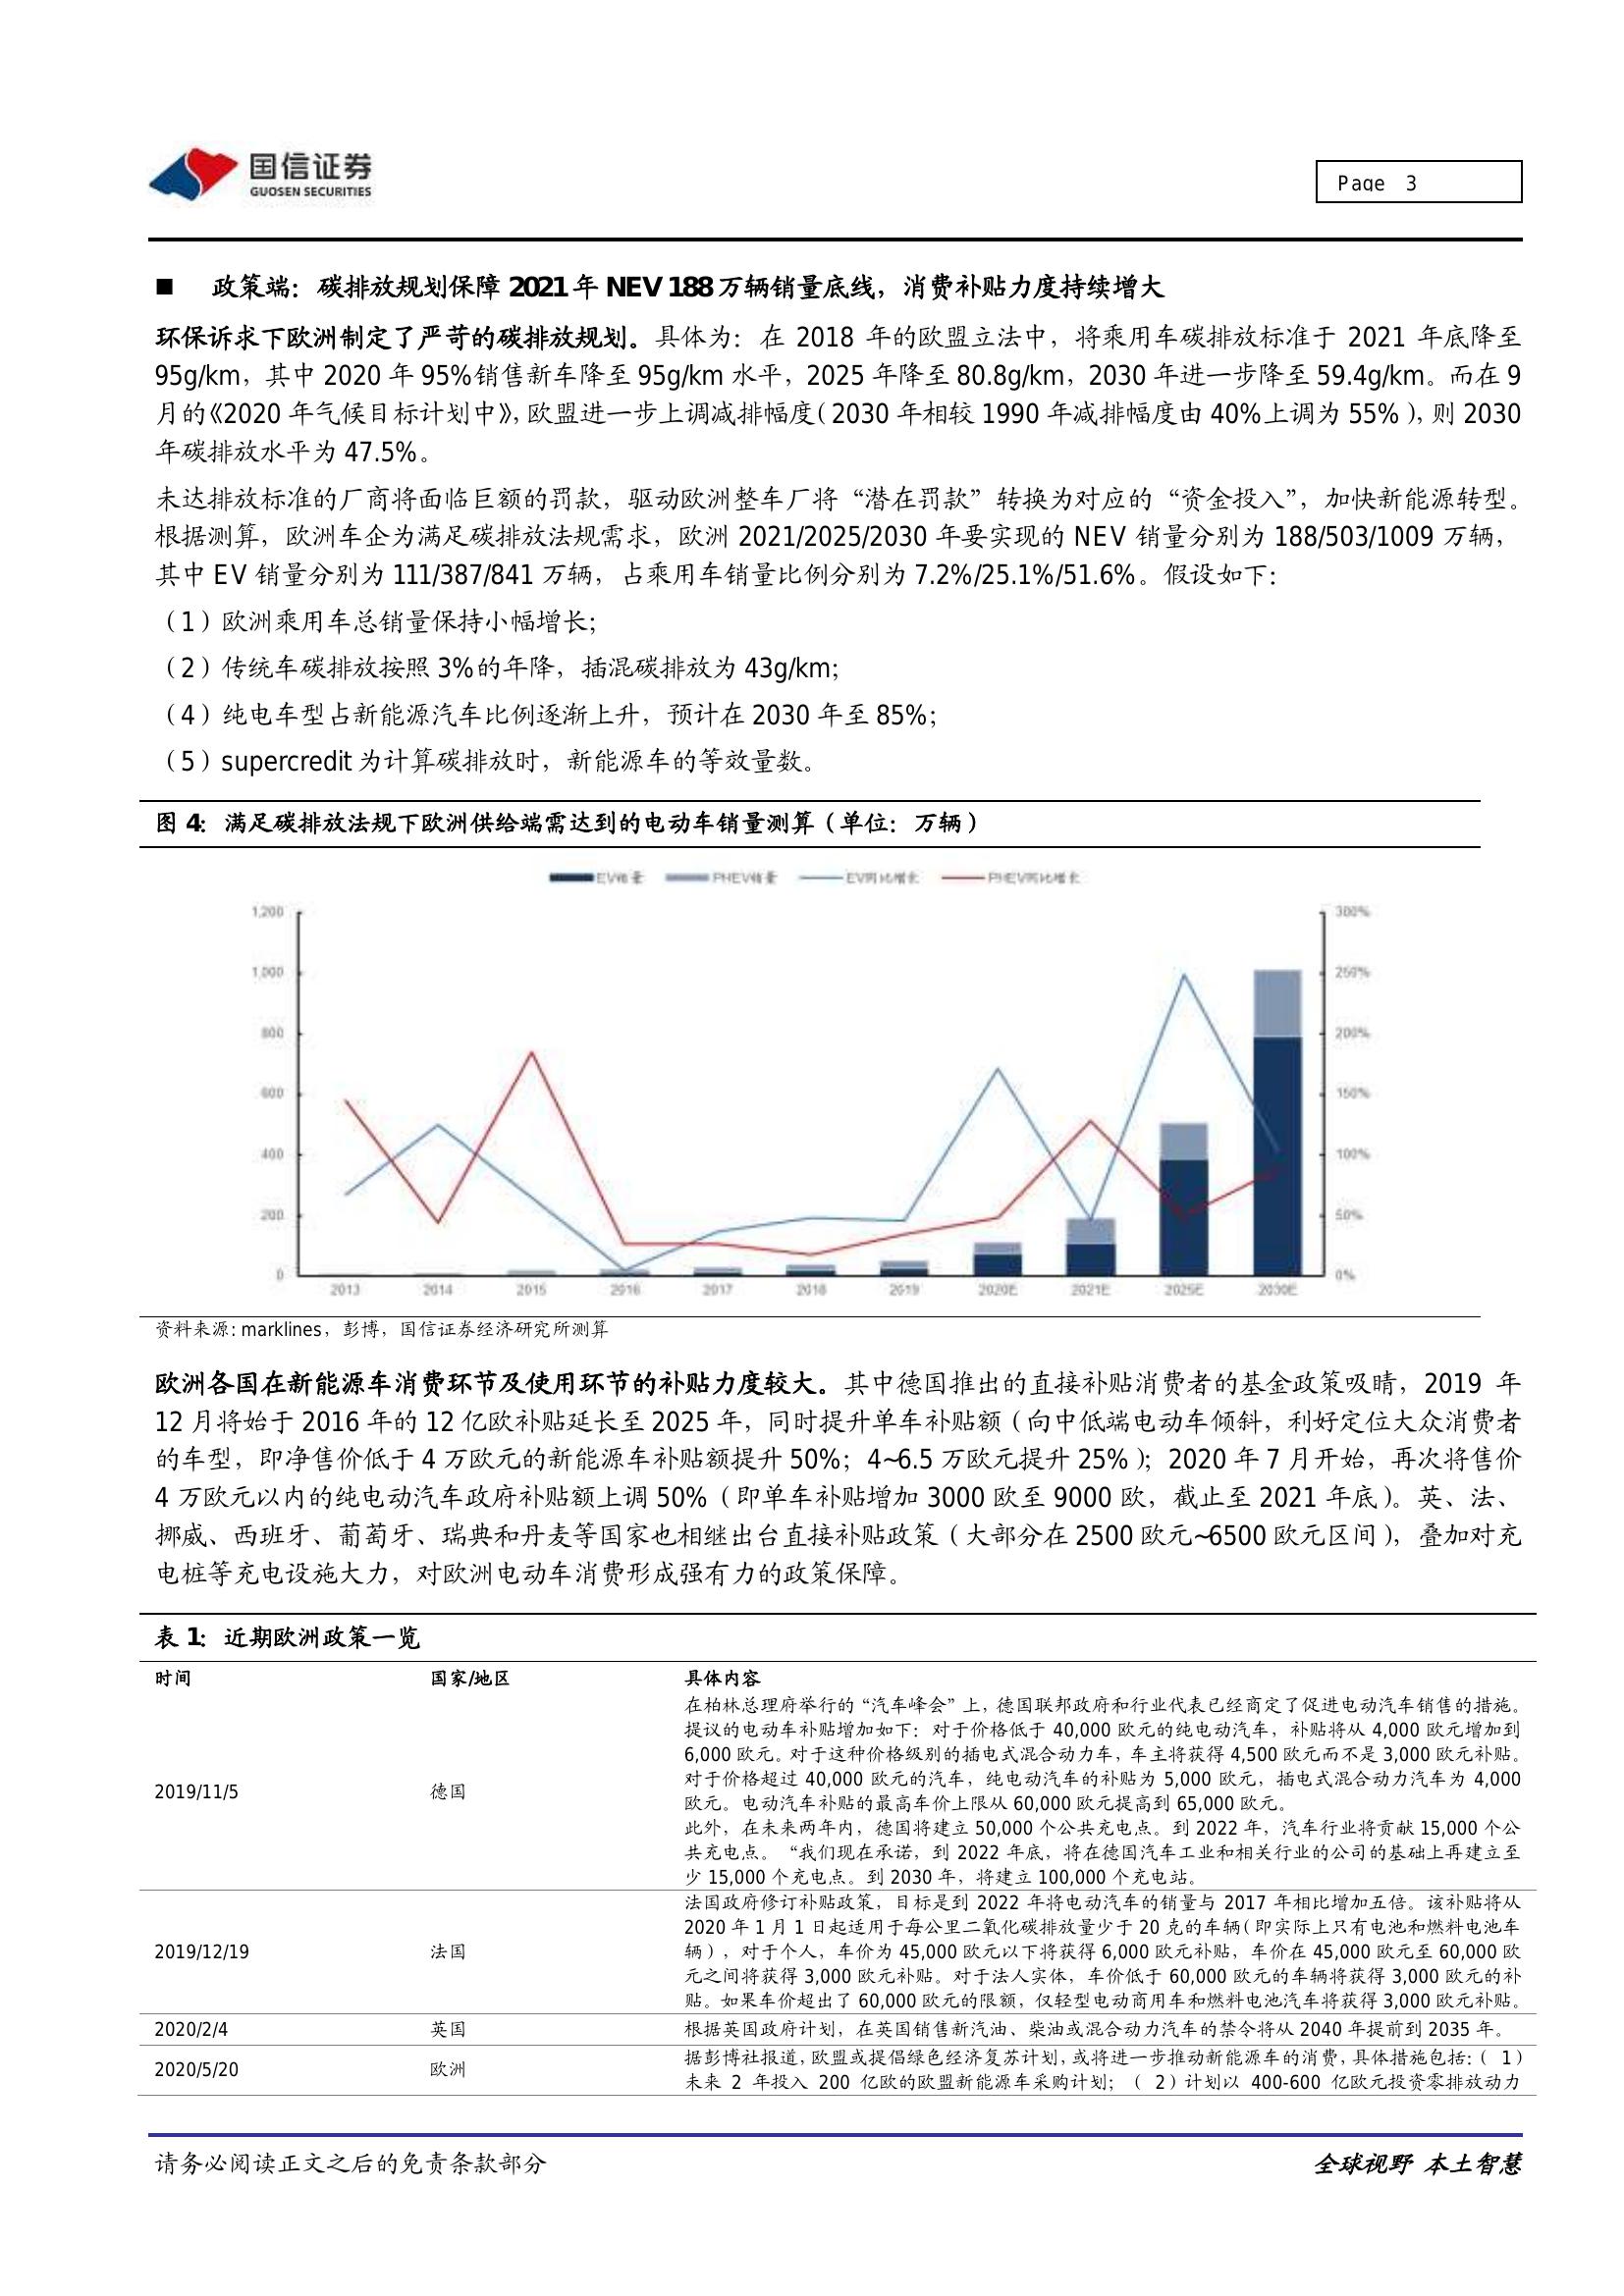 国信证券
GUOSEN SECURITIES
Page 3
■ 政策端：碳排放规划保障 2021 年 NEV 188 万辆销量底线，消费补贴力度持续增大
环保诉求下欧洲制定了严苛的碳排放规划。具体为：在 2018 年的欧盟立法中，将乘用车碳排放标准于 2021 年底降至
95g/km，其中 2020 年 95%销售新车降至 95g/km 水平，2025 年降至 80.8g/km，2030 年进一步降至 59.4g/km。而在 9
月的《2020 年气候目标计划中》，欧盟进一步上调减排幅度（2030 年相较 1990 年减排幅度由 40%上调为 55%），则 2030
年碳排放水平为 47.5%。
未达排放标准的厂商将面临巨额的罚款，驱动欧洲整车厂将“潜在罚款”转换为对应的“资金投入”，加快新能源转型。
根据测算，欧洲车企为满足碳排放法规需求，欧洲 2021/2025/2030 年要实现的 NEV 销量分别为 188/503/1009 万辆，
其中 EV 销量分别为 111/387/841 万辆，占乘用车销量比例分别为 7.2%/25.1%/51.6%。假设如下：
（1）欧洲乘用车总销量保持小幅增长；
（2）传统车碳排放按照 3%的年降，插混碳排放为 43g/km；
（4）纯电车型占新能源汽车比例逐渐上升，预计在 2030 年至 85%；
（5）supercredit 为计算碳排放时，新能源车的等效量数。
图 4：满足碳排放法规下欧洲供给端需达到的电动车销量测算（单位：万辆）
EV销量 PHEV销量 EV同比增长 PHEV同比增长
1,200 300%
1,000 250%
800 200%
600 150%
400 100%
200 50%
0 0%
2013 2014 2015 2016 2017 2018 2019 2020E 2021E 2025E 2030E
资料来源: marklines，彭博，国信证券经济研究所测算
欧洲各国在新能源车消费环节及使用环节的补贴力度较大。其中德国推出的直接补贴消费者的基金政策吸睛，2019 年
12 月将始于 2016 年的 12 亿欧补贴延长至 2025 年，同时提升单车补贴额（向中低端电动车倾斜，利好定位大众消费者
的车型，即净售价低于 4 万欧元的新能源车补贴额提升 50%；4~6.5 万欧元提升 25%）；2020 年 7 月开始，再次将售价
4 万欧元以内的纯电动汽车政府补贴额上调 50%（即单车补贴增加 3000 欧至 9000 欧，截止至 2021 年底）。英、法、
挪威、西班牙、葡萄牙、瑞典和丹麦等国家也相继出台直接补贴政策（大部分在 2500 欧元~6500 欧元区间），叠加对充
电桩等充电设施大力，对欧洲电动车消费形成强有力的政策保障。
表 1：近期欧洲政策一览
时间 国家/地区 具体内容
在柏林总理府举行的“汽车峰会”上，德国联邦政府和行业代表已经商定了促进电动汽车销售的措施。
提议的电动车补贴增加如下：对于价格低于 40,000 欧元的纯电动汽车，补贴将从 4,000 欧元增加到
6,000 欧元。对于这种价格级别的插电式混合动力车，车主将获得 4,500 欧元而不是 3,000 欧元补贴。
对于价格超过 40,000 欧元的汽车，纯电动汽车的补贴为 5,000 欧元，插电式混合动力汽车为 4,000
2019/11/5 德国
欧元。电动汽车补贴的最高车价上限从 60,000 欧元提高到 65,000 欧元。
此外，在未来两年内，德国将建立 50,000 个公共充电点。到 2022 年，汽车行业将贡献 15,000 个公
共充电点。“我们现在承诺，到 2022 年底，将在德国汽车工业和相关行业的公司的基础上再建立至
少 15,000 个充电点。到 2030 年，将建立 100,000 个充电站。
法国政府修订补贴政策，目标是到 2022 年将电动汽车的销量与 2017 年相比增加五倍。该补贴将从
2020 年 1 月 1 日起适用于每公里二氧化碳排放量少于 20 克的车辆（即实际上只有电池和燃料电池车
2019/12/19 法国 辆），对于个人，车价为 45,000 欧元以下将获得 6,000 欧元补贴，车价在 45,000 欧元至 60,000 欧
元之间将获得 3,000 欧元补贴。对于法人实体，车价低于 60,000 欧元的车辆将获得 3,000 欧元的补
贴。如果车价超出了 60,000 欧元的限额，仅轻型电动商用车和燃料电池汽车将获得 3,000 欧元补贴。
2020/2/4 英国 根据英国政府计划，在英国销售新汽油、柴油或混合动力汽车的禁令将从 2040 年提前到 2035 年。
2020/5/20 欧洲 据彭博社报道，欧盟或提倡绿色经济复苏计划，或将进一步推动新能源车的消费，具体措施包括：（ 1）
未来 2 年投入 200 亿欧的欧盟新能源车采购计划；（ 2）计划以 400-600 亿欧元投资零排放动力
请务必阅读正文之后的免责条款部分 全球视野 本土智慧